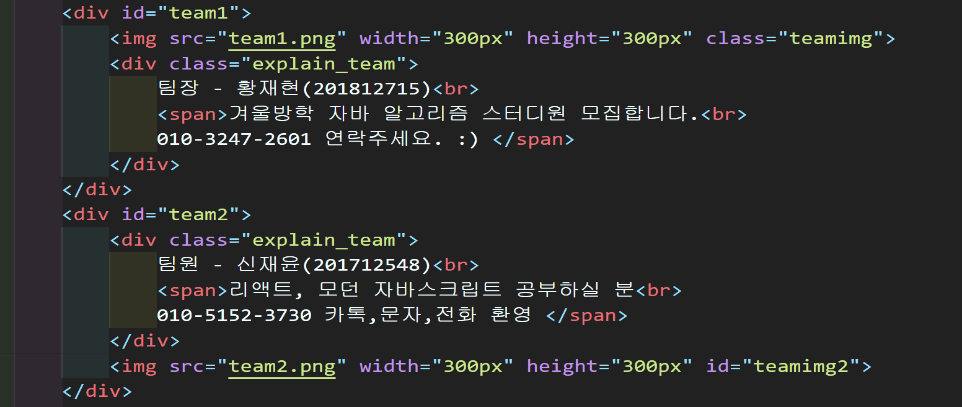 <div id="team1">
<img src="team1.png" width="300px" height="300px" class="teamimg">
<div class="explain_team">
팀장 - 황재현(201812715)<br>
<span>겨울방학 자바 알고리즘 스터디원 모집합니다.<br>
010-3247-2601 연락주세요. :) </span>
</div>
</div>
<div id="team2">
<div class="explain_team">
팀원 - 신재윤(201712548)<br>
<span>리액트, 모던 자바스크립트 공부하실 분<br>
010-5152-3730 카톡,문자,전화 환영 </span>
</div>
<img src="team2.png" width="300px" height="300px" id="teamimg2">
</div>